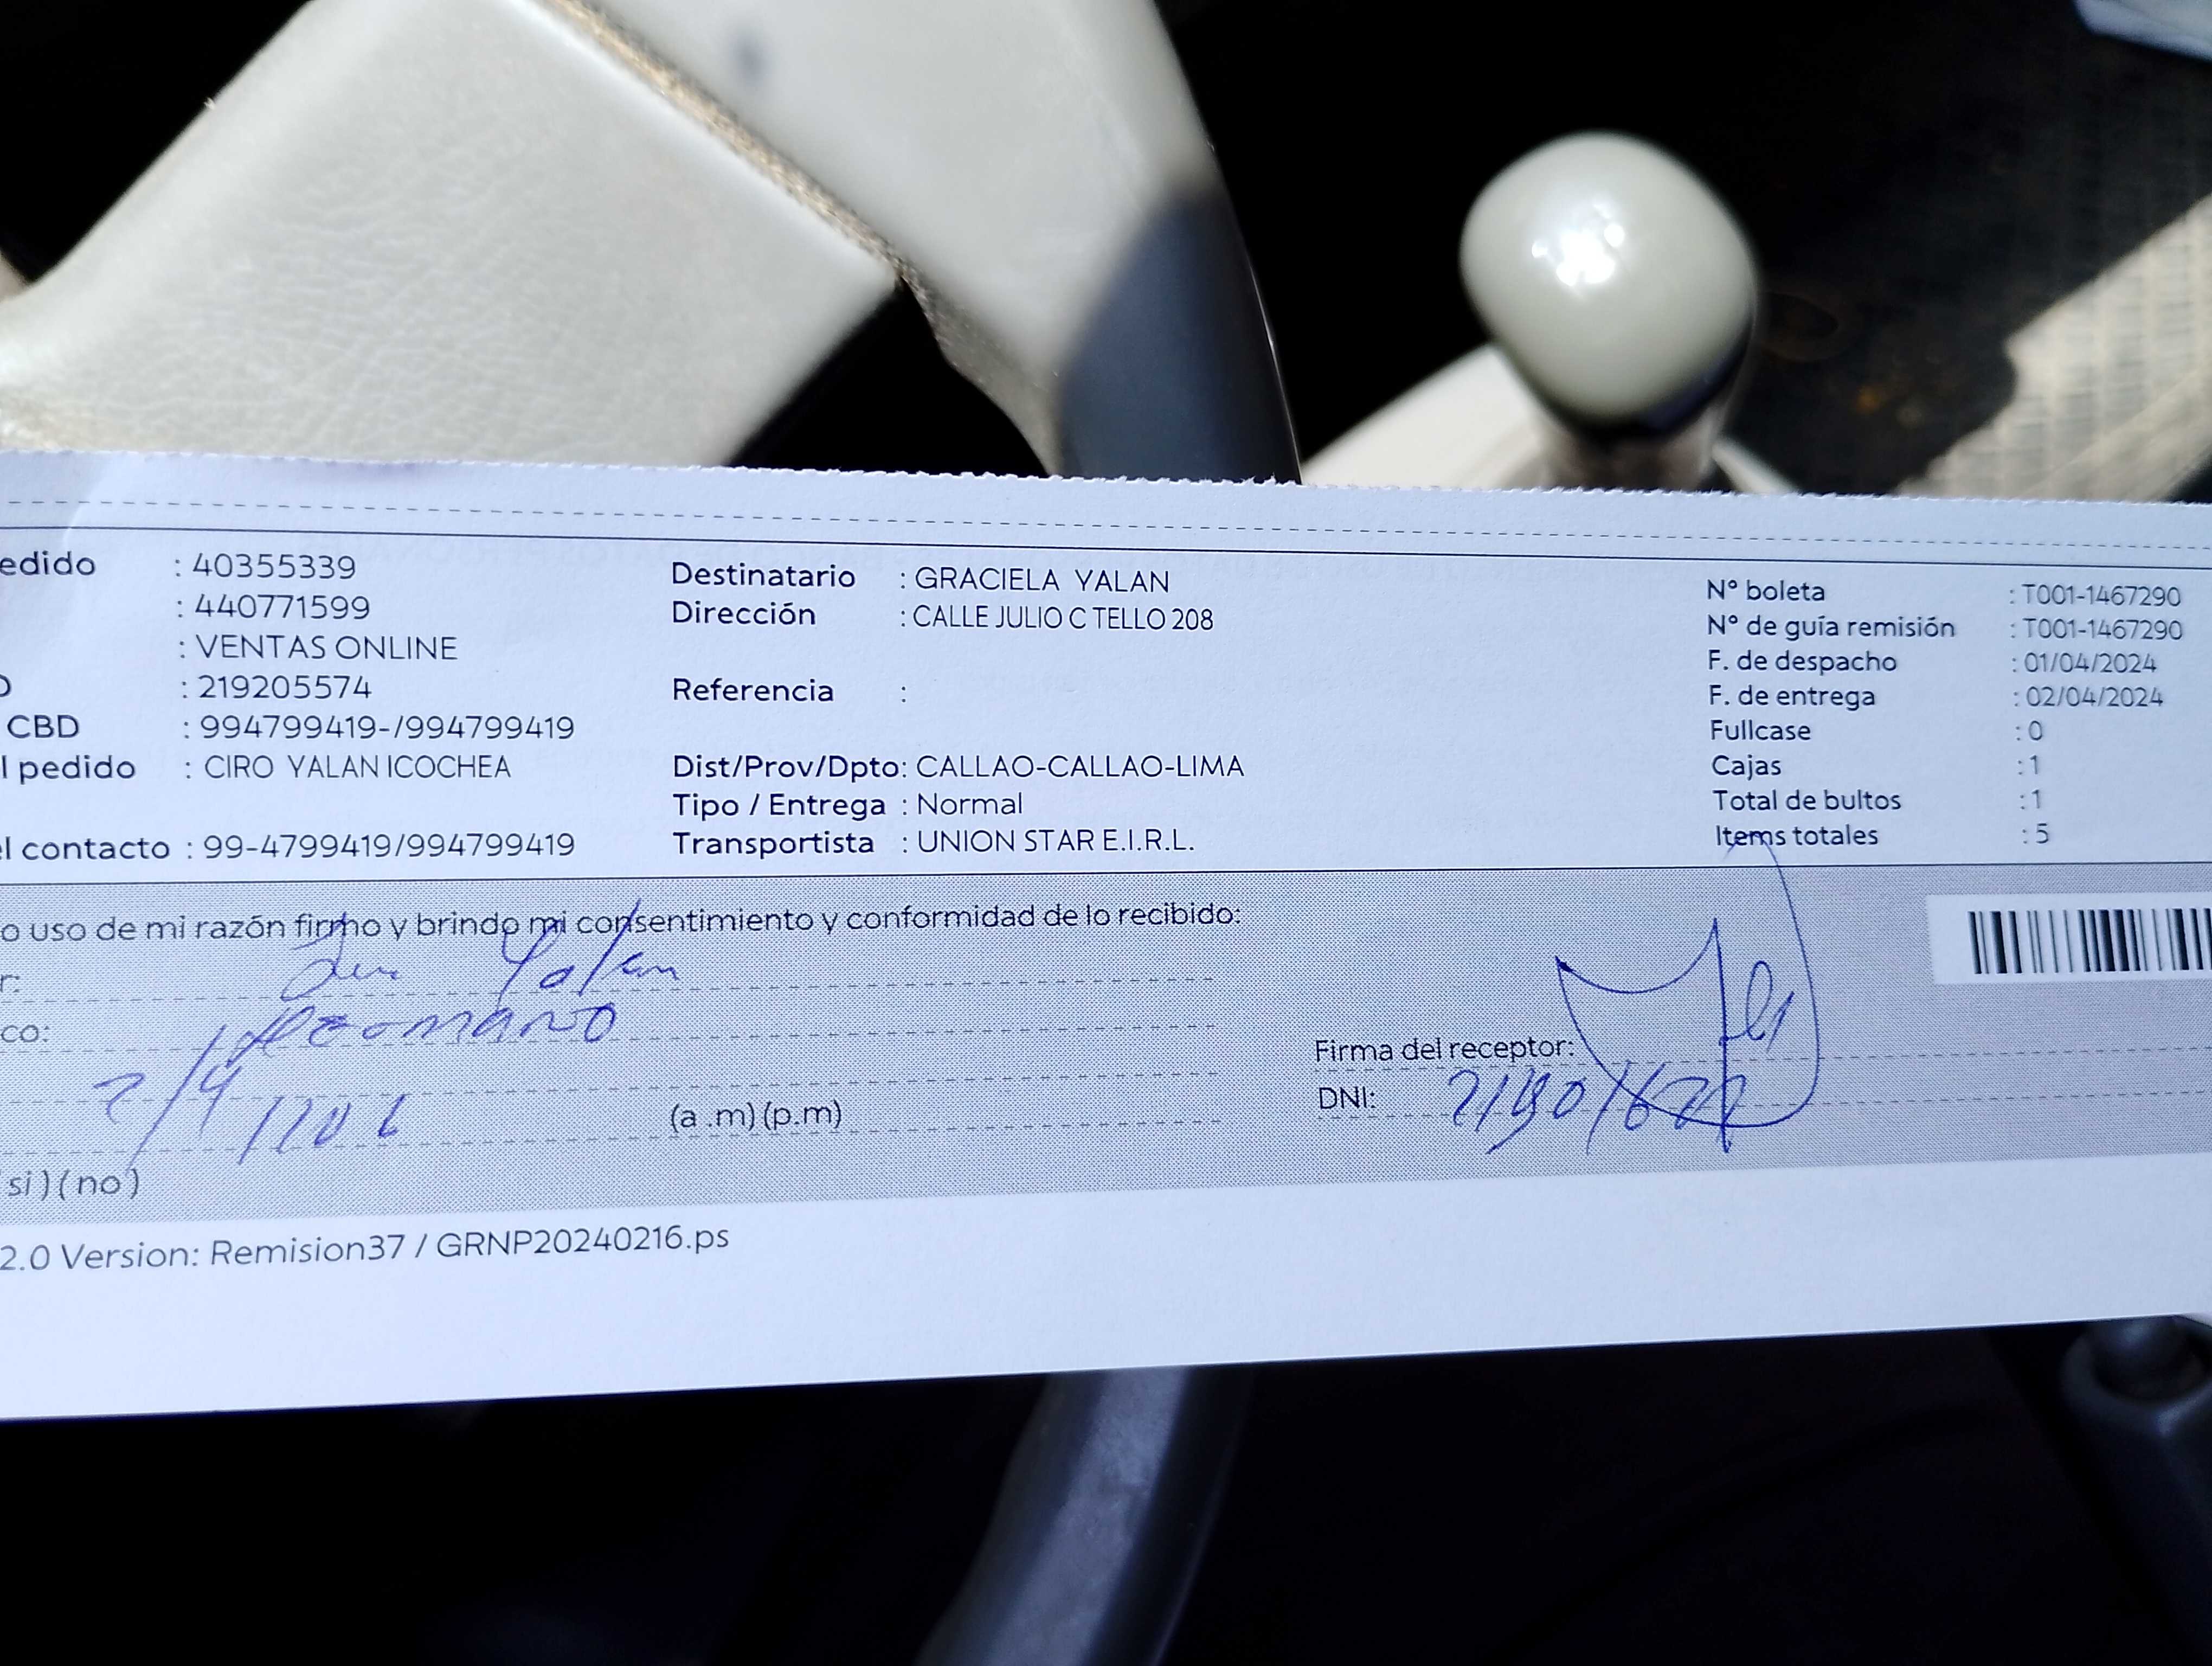 edido : 40355339
: 440771599
: VENTAS ONLINE
: 219205574
CBD : 994799419-/994799419
l pedido : CIRO YALAN ICOCHEA
el contacto : 99-4799419/994799419
Destinatario : GRACIELA YALAN
Dirección : CALLE JULIO C TELLO 208
Referencia :
Dist/Prov/Dpto: CALLAO-CALLAO-LIMA
Tipo / Entrega : Normal
Transportista : UNION STAR E.I.R.L.
N° boleta : T001-1467290
N° de guía remisión : T001-1467290
F. de despacho : 01/04/2024
F. de entrega : 02/04/2024
Fullcase : 0
Cajas : 1
Total de bultos : 1
Items totales : 5
o uso de mi razón firmo y brindo mi consentimiento y conformidad de lo recibido:
r: Yalan
co: Hermano
2/4
(a .m) (p.m)
si ) ( no )
Firma del receptor:
DNI:
2.0 Version: Remision37 / GRNP20240216.ps